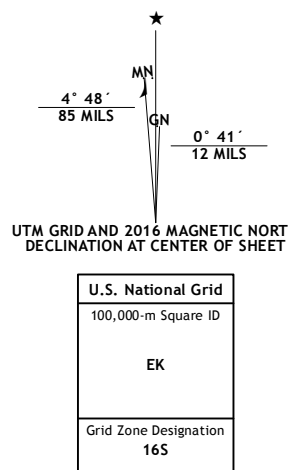 ★
MN
4° 48´
85 MILS
GN
0° 41´
12 MILS
UTM GRID AND 2016 MAGNETIC NORT
DECLINATION AT CENTER OF SHEET
U.S. National Grid
100,000-m Square ID
EK
Grid Zone Designation
16S